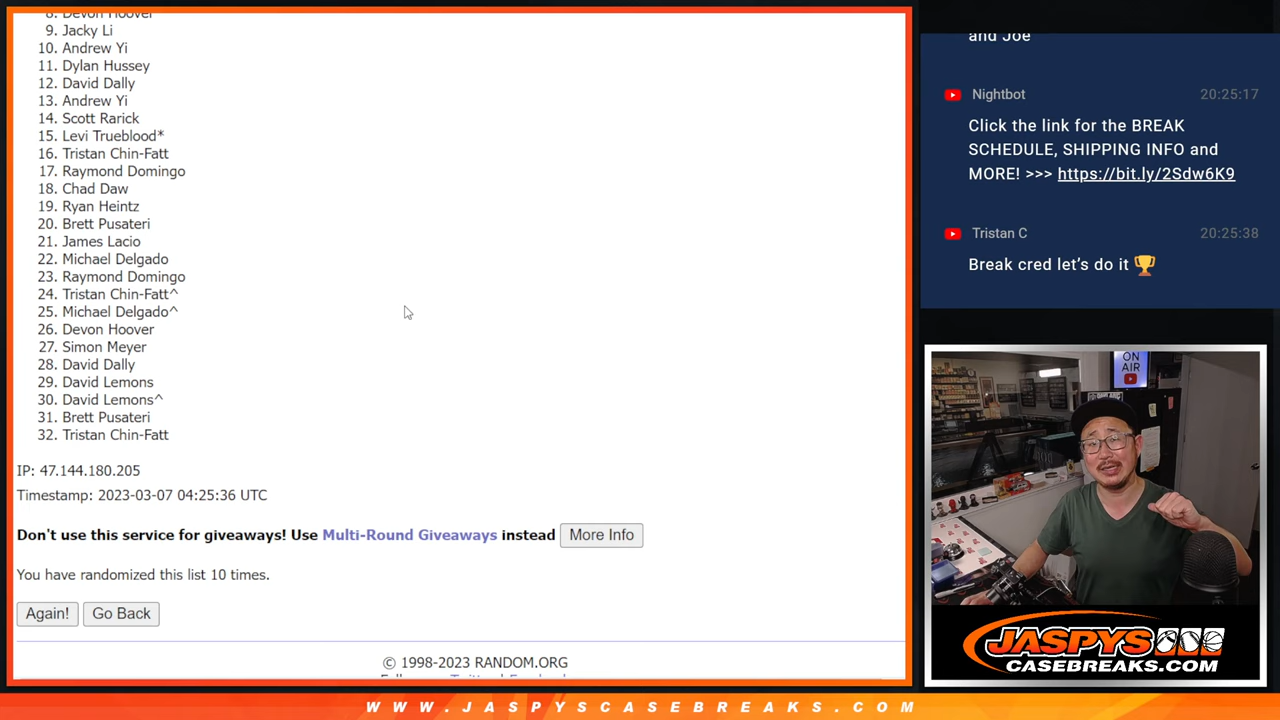 8. Devon Hoover
9. Jacky Li
10. Andrew Yi
11. Dylan Hussey
12. David Dally
13. Andrew Yi
14. Scott Rarick
15. Levi Trueblood*
16. Tristan Chin-Fatt
17. Raymond Domingo
18. Chad Daw
19. Ryan Heintz
20. Brett Pusateri
21. James Lacio
22. Michael Delgado
23. Raymond Domingo
24. Tristan Chin-Fatt^
25. Michael Delgado^
26. Devon Hoover
27. Simon Meyer
28. David Dally
29. David Lemons
30. David Lemons^
31. Brett Pusateri
32. Tristan Chin-Fatt
IP: 47.144.180.205
Timestamp: 2023-03-07 04:25:36 UTC
Don't use this service for giveaways! Use Multi-Round Giveaways instead More Info
You have randomized this list 10 times.
Again! Go Back
© 1998-2023 RANDOM.ORG
and Joe
Nightbot 20:25:17
Click the link for the BREAK
SCHEDULE, SHIPPING INFO and
MORE! >>> https://bit.ly/2Sdw6K9
Tristan C 20:25:38
Break cred let's do it 🏆
ON
AIR
JASPYS
CASEBREAKS.COM
WWW.JASPYSCASEBREAKS.COM